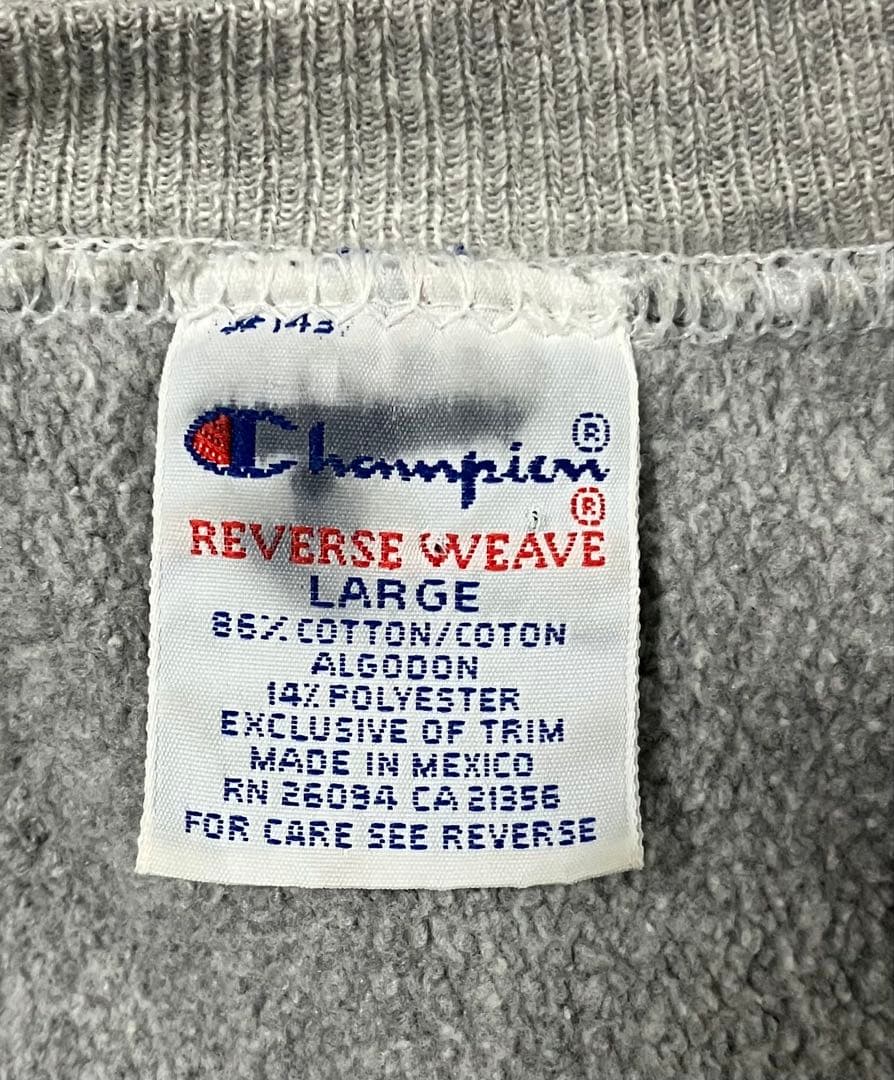 Champion®
REVERSE WEAVE®
LARGE
86% COTTON/COTON
ALGODON
14% POLYESTER
EXCLUSIVE OF TRIM
MADE IN MEXICO
RN 26094 CA 21356
FOR CARE SEE REVERSE